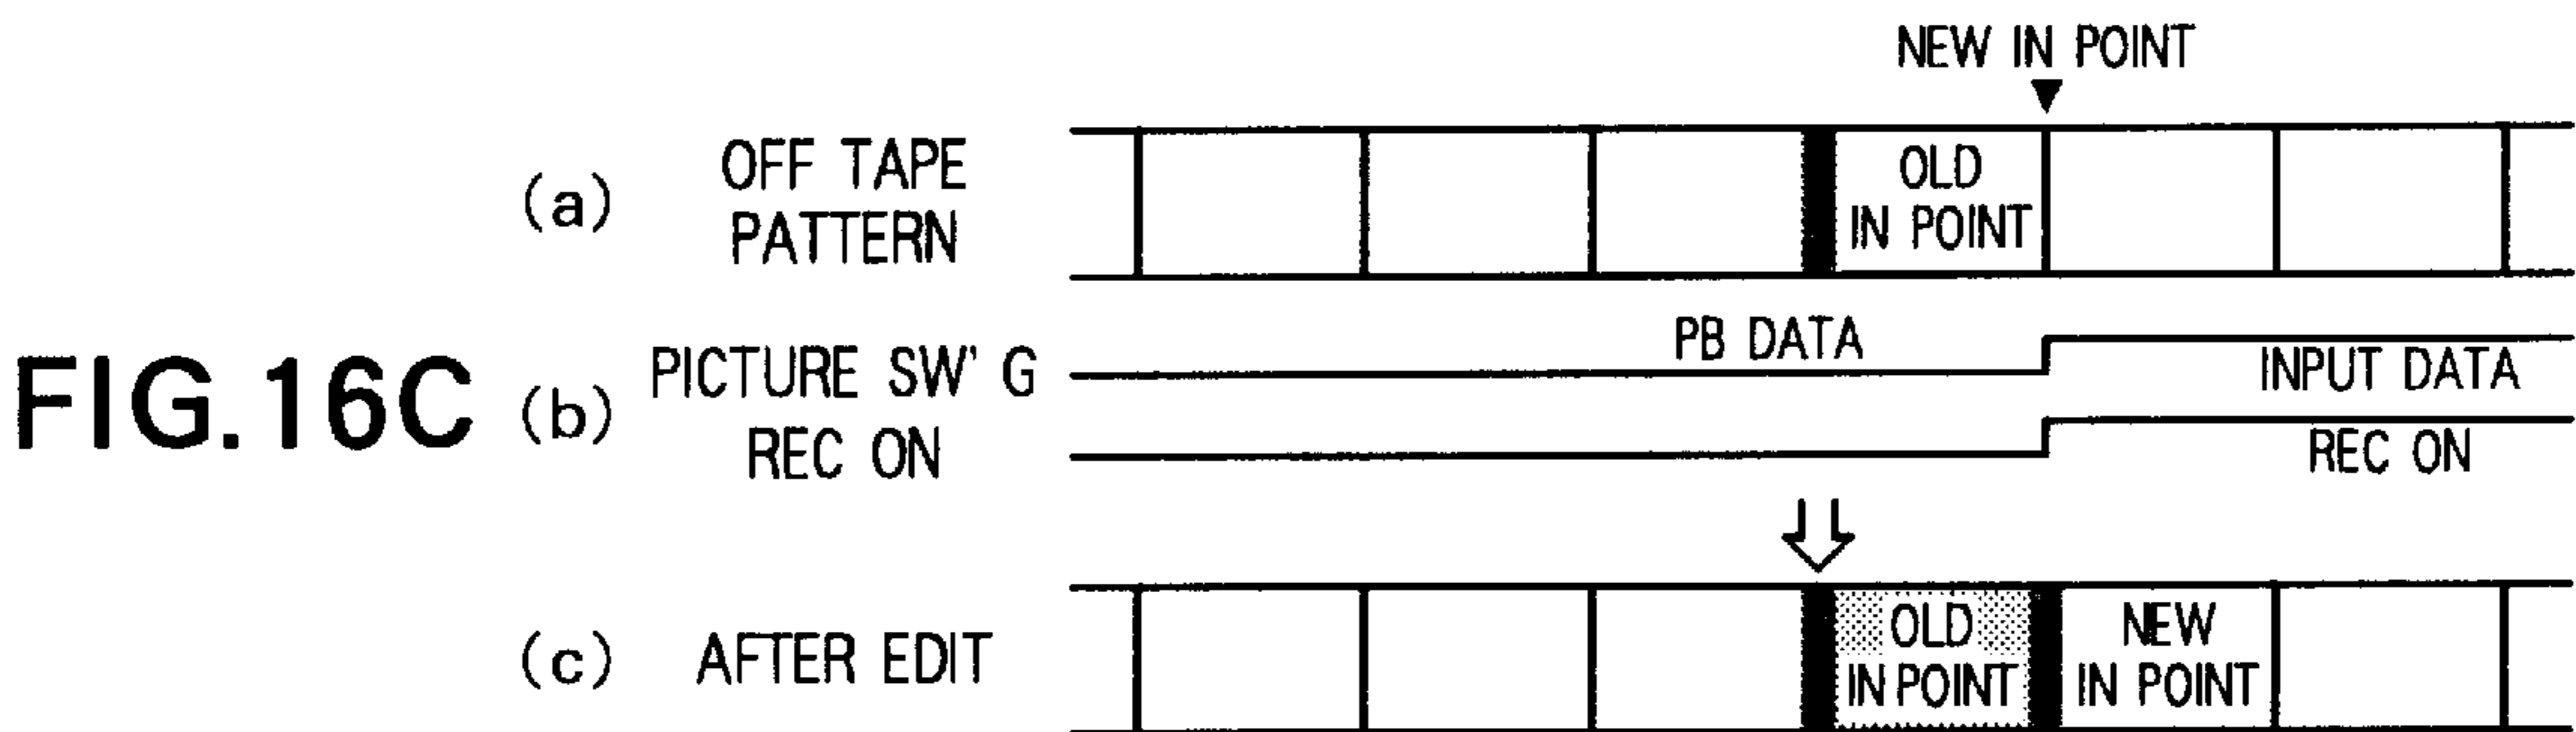 NEW IN POINT
(a) OFF TAPE
PATTERN
OLD
IN POINT
FIG.16C
(b) PICTURE SW' G
REC ON
PB DATA
INPUT DATA
REC ON
(c) AFTER EDIT
OLD
IN POINT
NEW
IN POINT